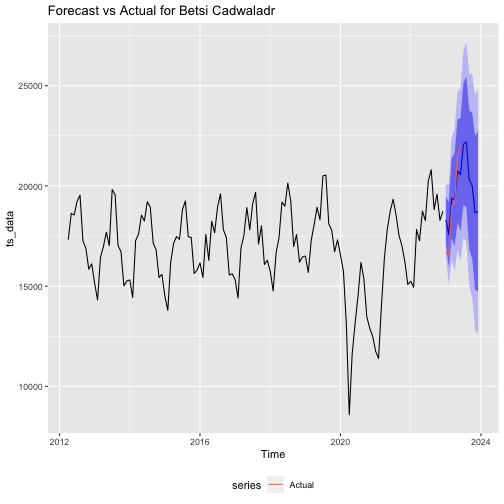 Forecast vs Actual for Betsi Cadwaladr
25000
20000
15000
10000
ts_data
2012
2016
2020
2024
Time
series
Actual